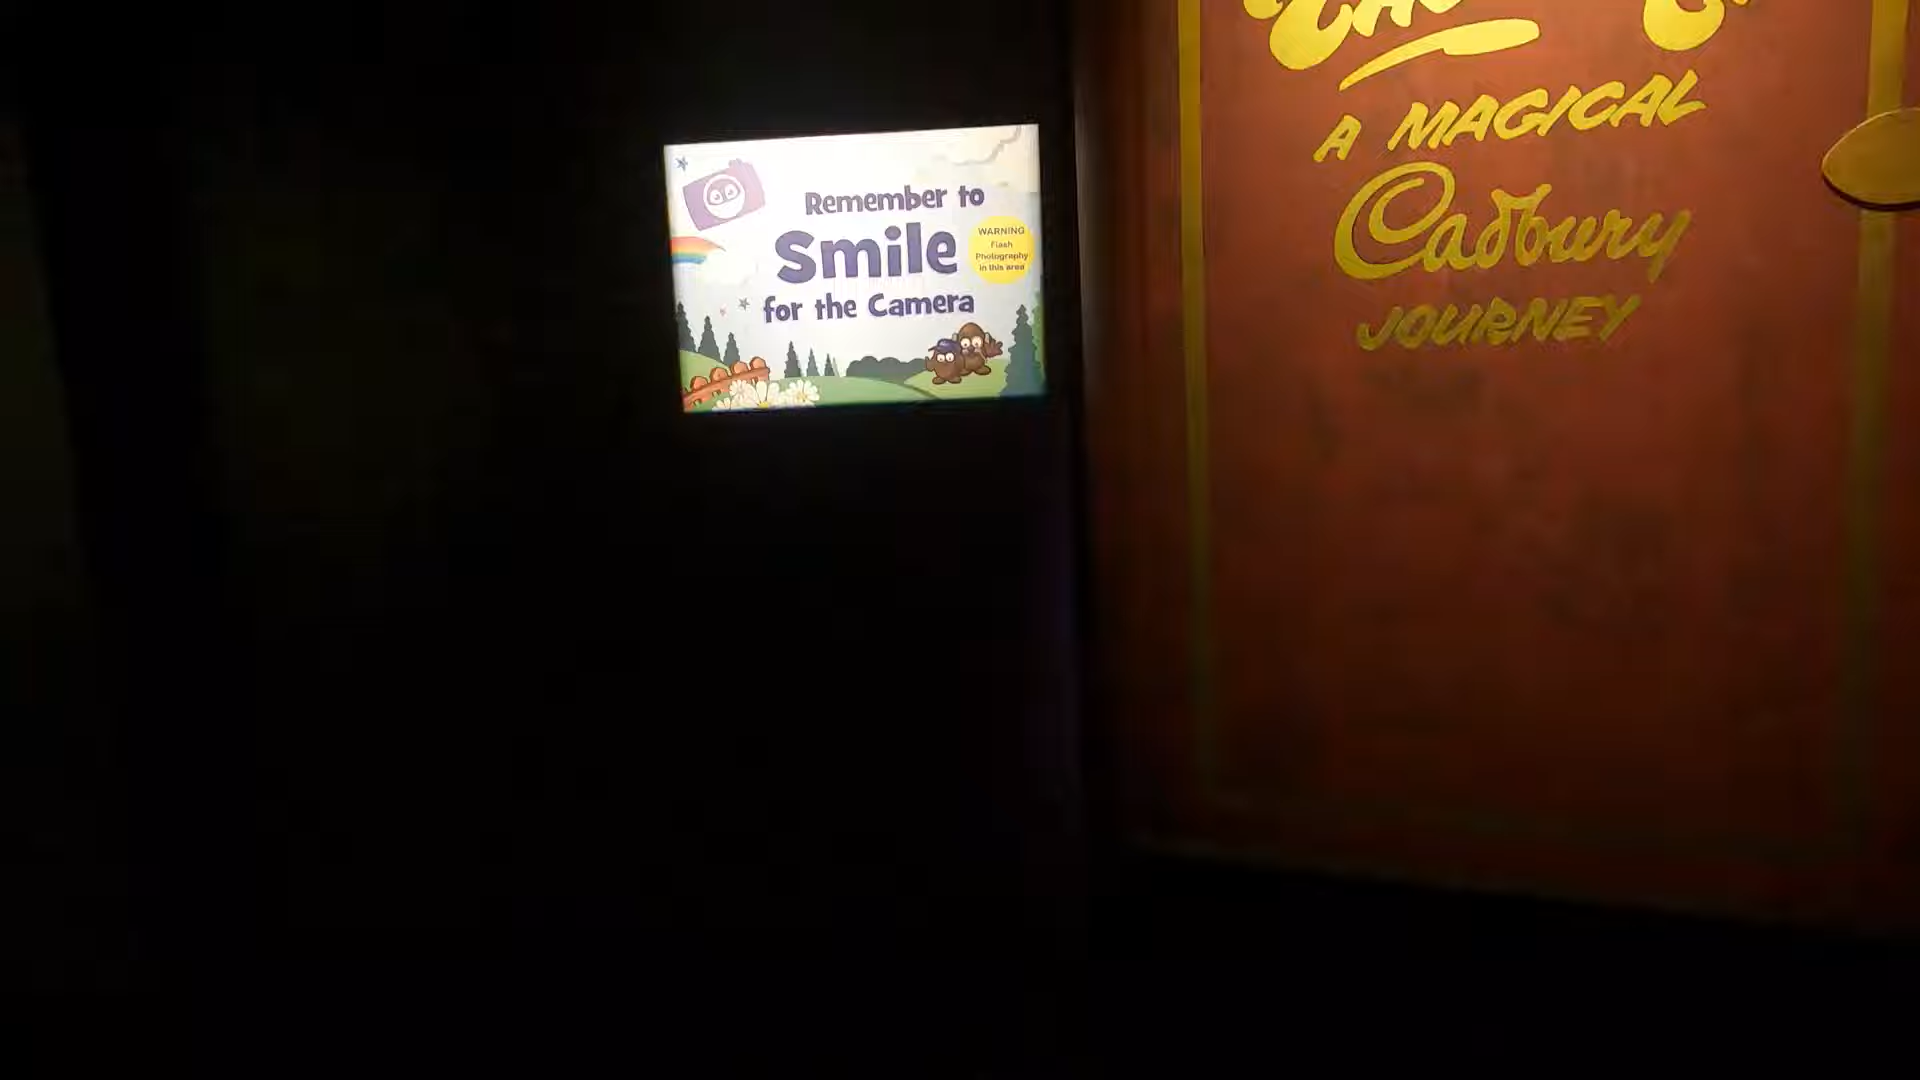 Remember to
Smile
for the Camera
WARNING
Flash
Photography
in this area
A MAGICAL
Cadbury
JOURNEY